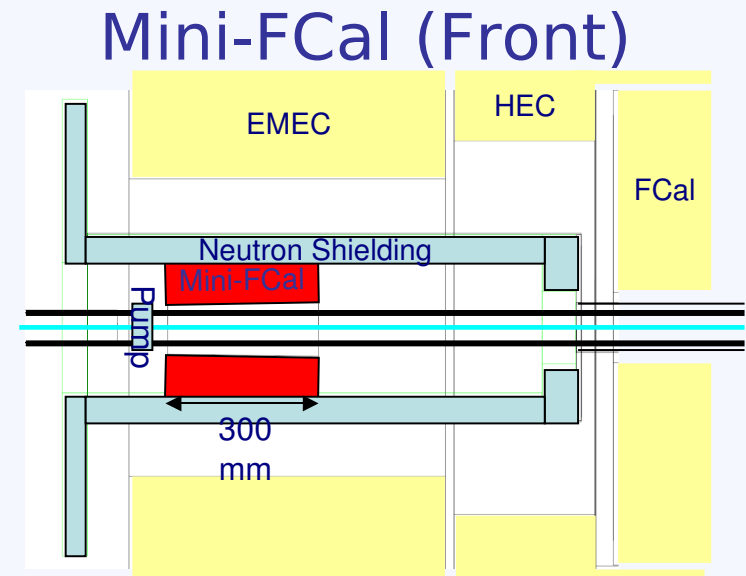 Mini-FCal (Front)
EMEC
HEC
FCal
Neutron Shielding
Mini-FCal
Pump
300
mm